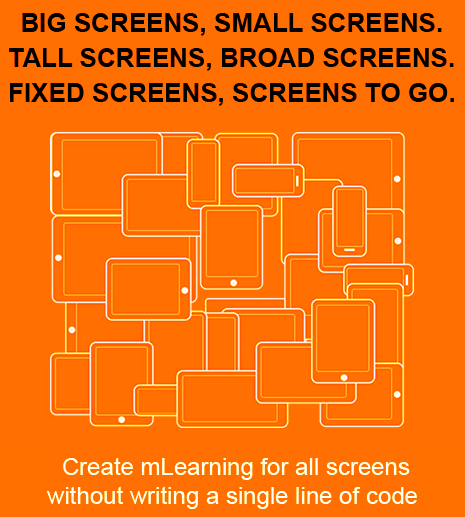 BIG SCREENS, SMALL SCREENS.
TALL SCREENS, BROAD SCREENS.
FIXED SCREENS, SCREENS TO GO.
Create mLearning for all screens
without writing a single line of code